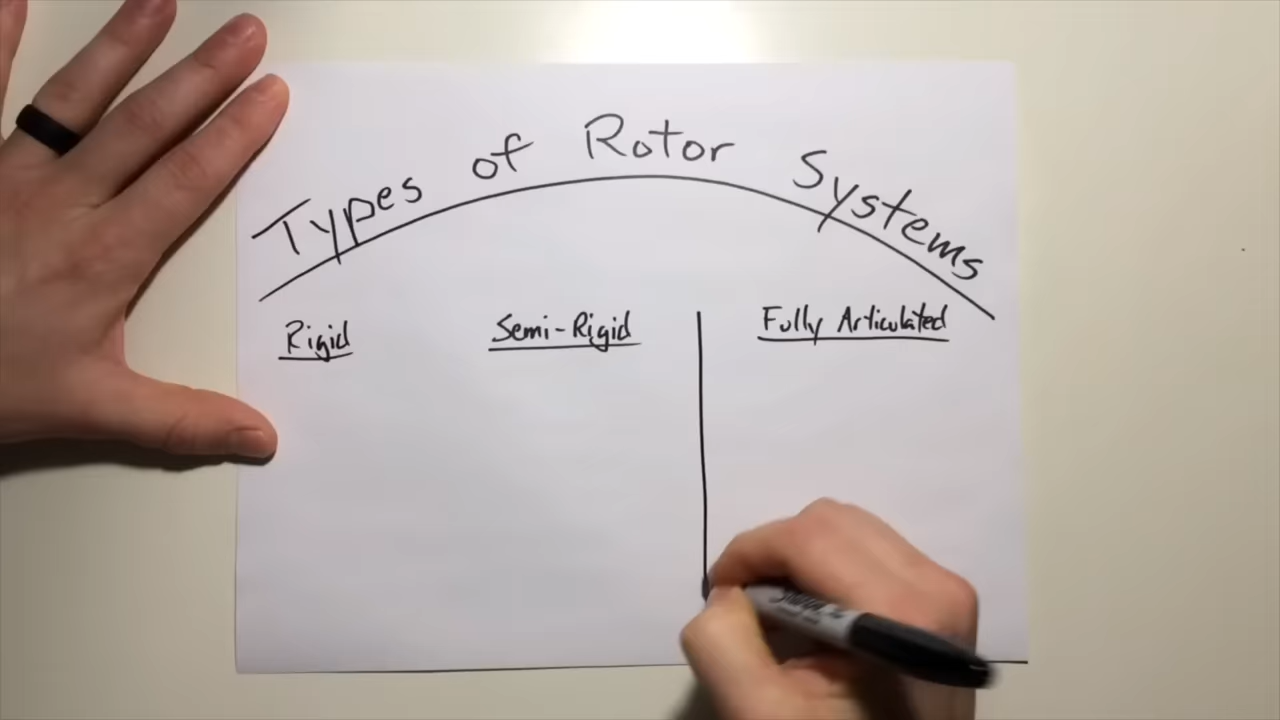 Types of Rotor Systems
Rigid Semi-Rigid Fully Articulated